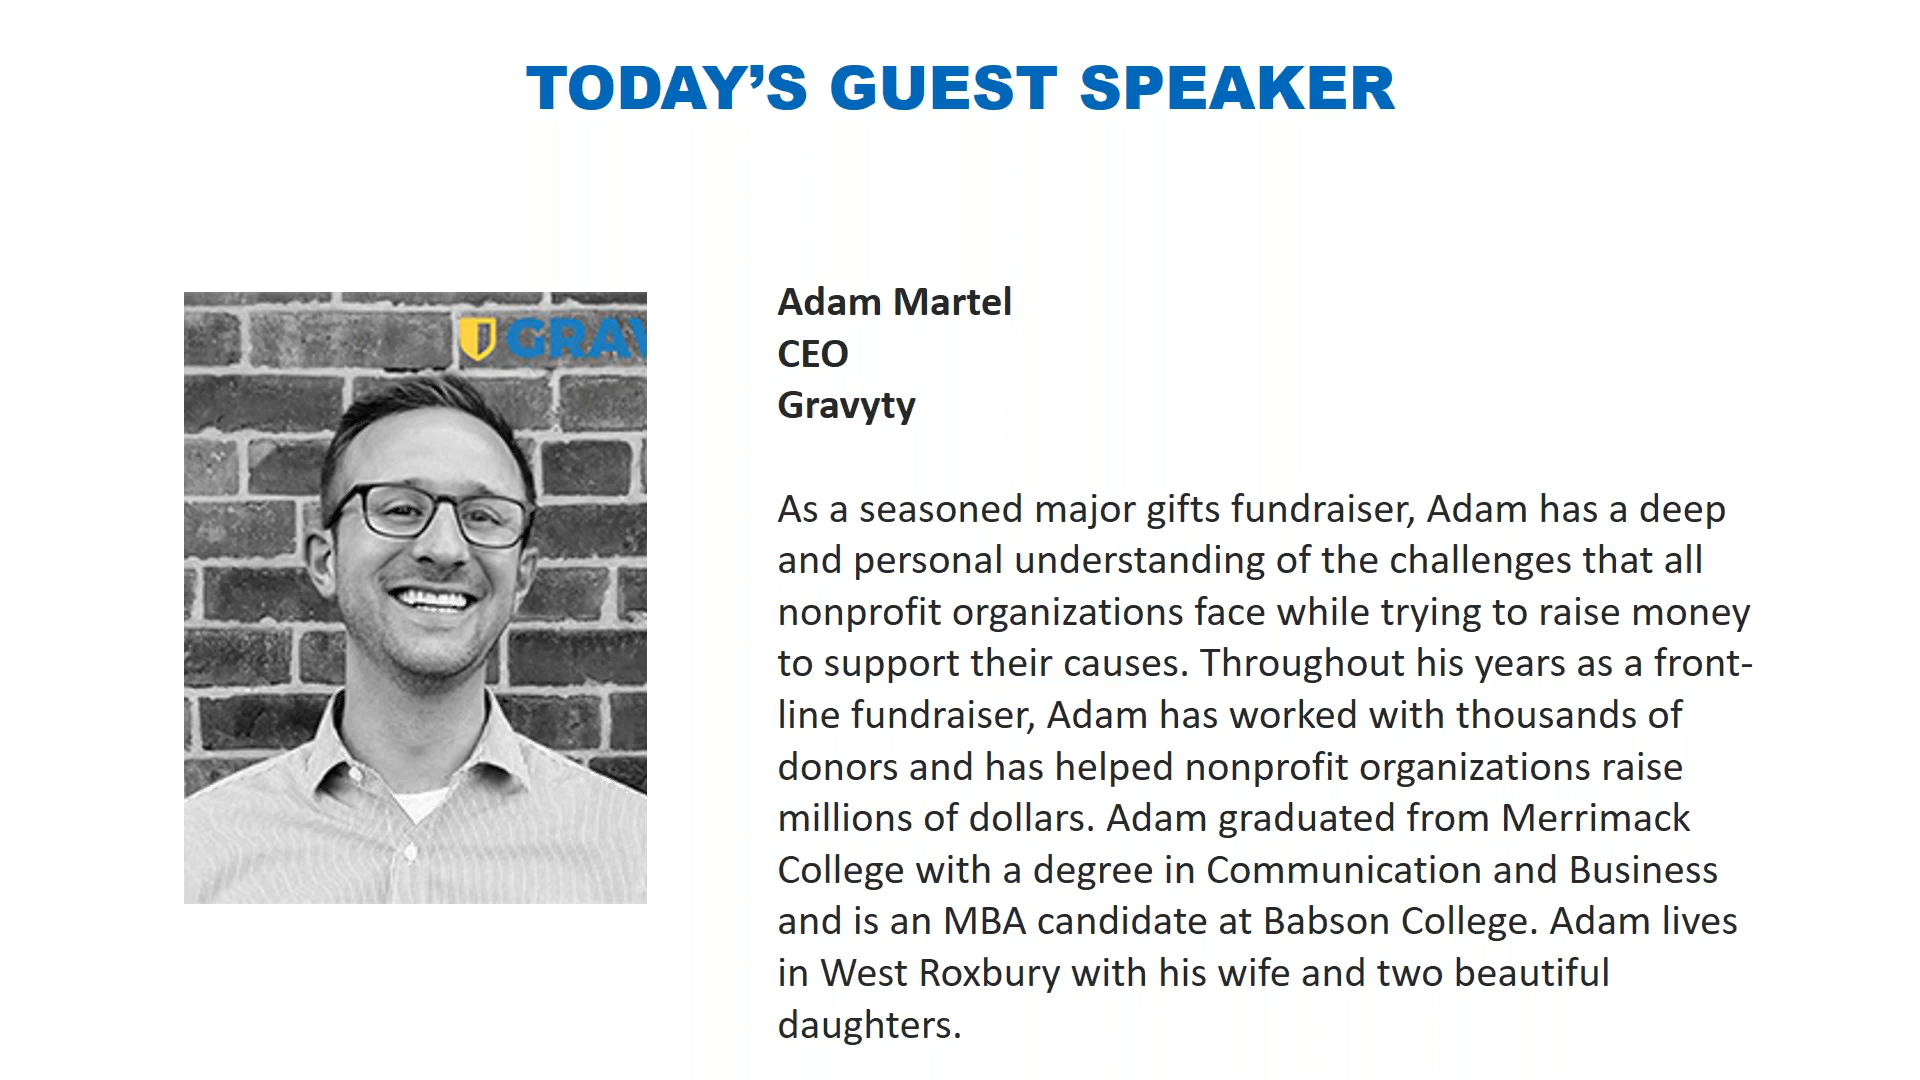 TODAY’S GUEST SPEAKER
GRAV
Adam Martel
CEO
Gravyty
As a seasoned major gifts fundraiser, Adam has a deep
and personal understanding of the challenges that all
nonprofit organizations face while trying to raise money
to support their causes. Throughout his years as a front-
line fundraiser, Adam has worked with thousands of
donors and has helped nonprofit organizations raise
millions of dollars. Adam graduated from Merrimack
College with a degree in Communication and Business
and is an MBA candidate at Babson College. Adam lives
in West Roxbury with his wife and two beautiful
daughters.